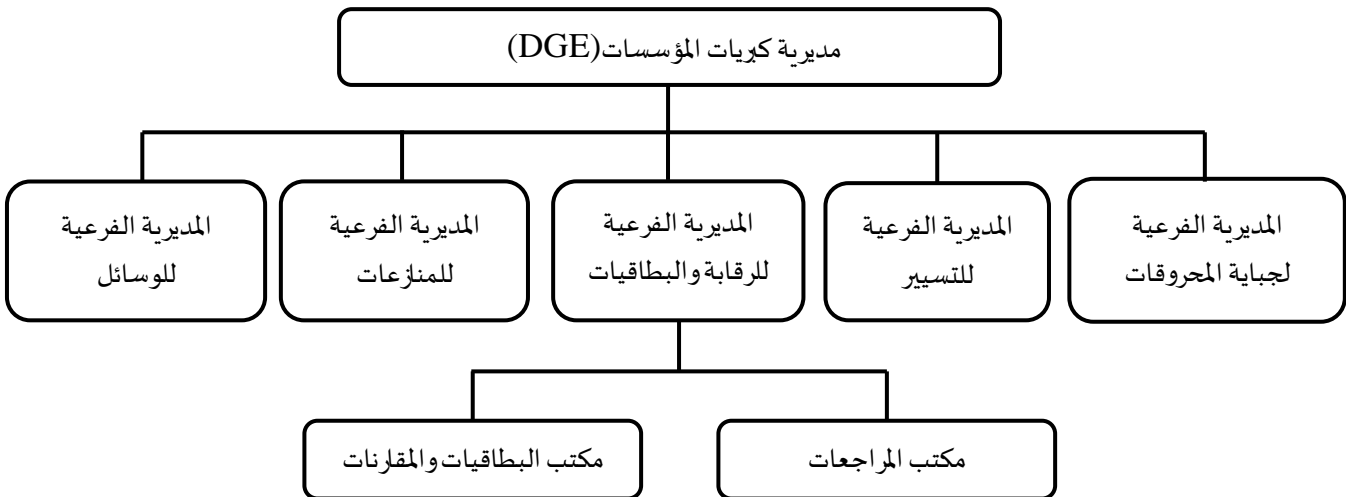 مديرية كبريات المؤسسات(DGE)
المديرية الفرعية
لجباية المحروقات
المديرية الفرعية
للتسيير
المديرية الفرعية
للرقابة والبطاقيات
المديرية الفرعية
للمنازعات
المديرية الفرعية
للوسائل
مكتب المراجعات
مكتب البطاقيات والمقارنات